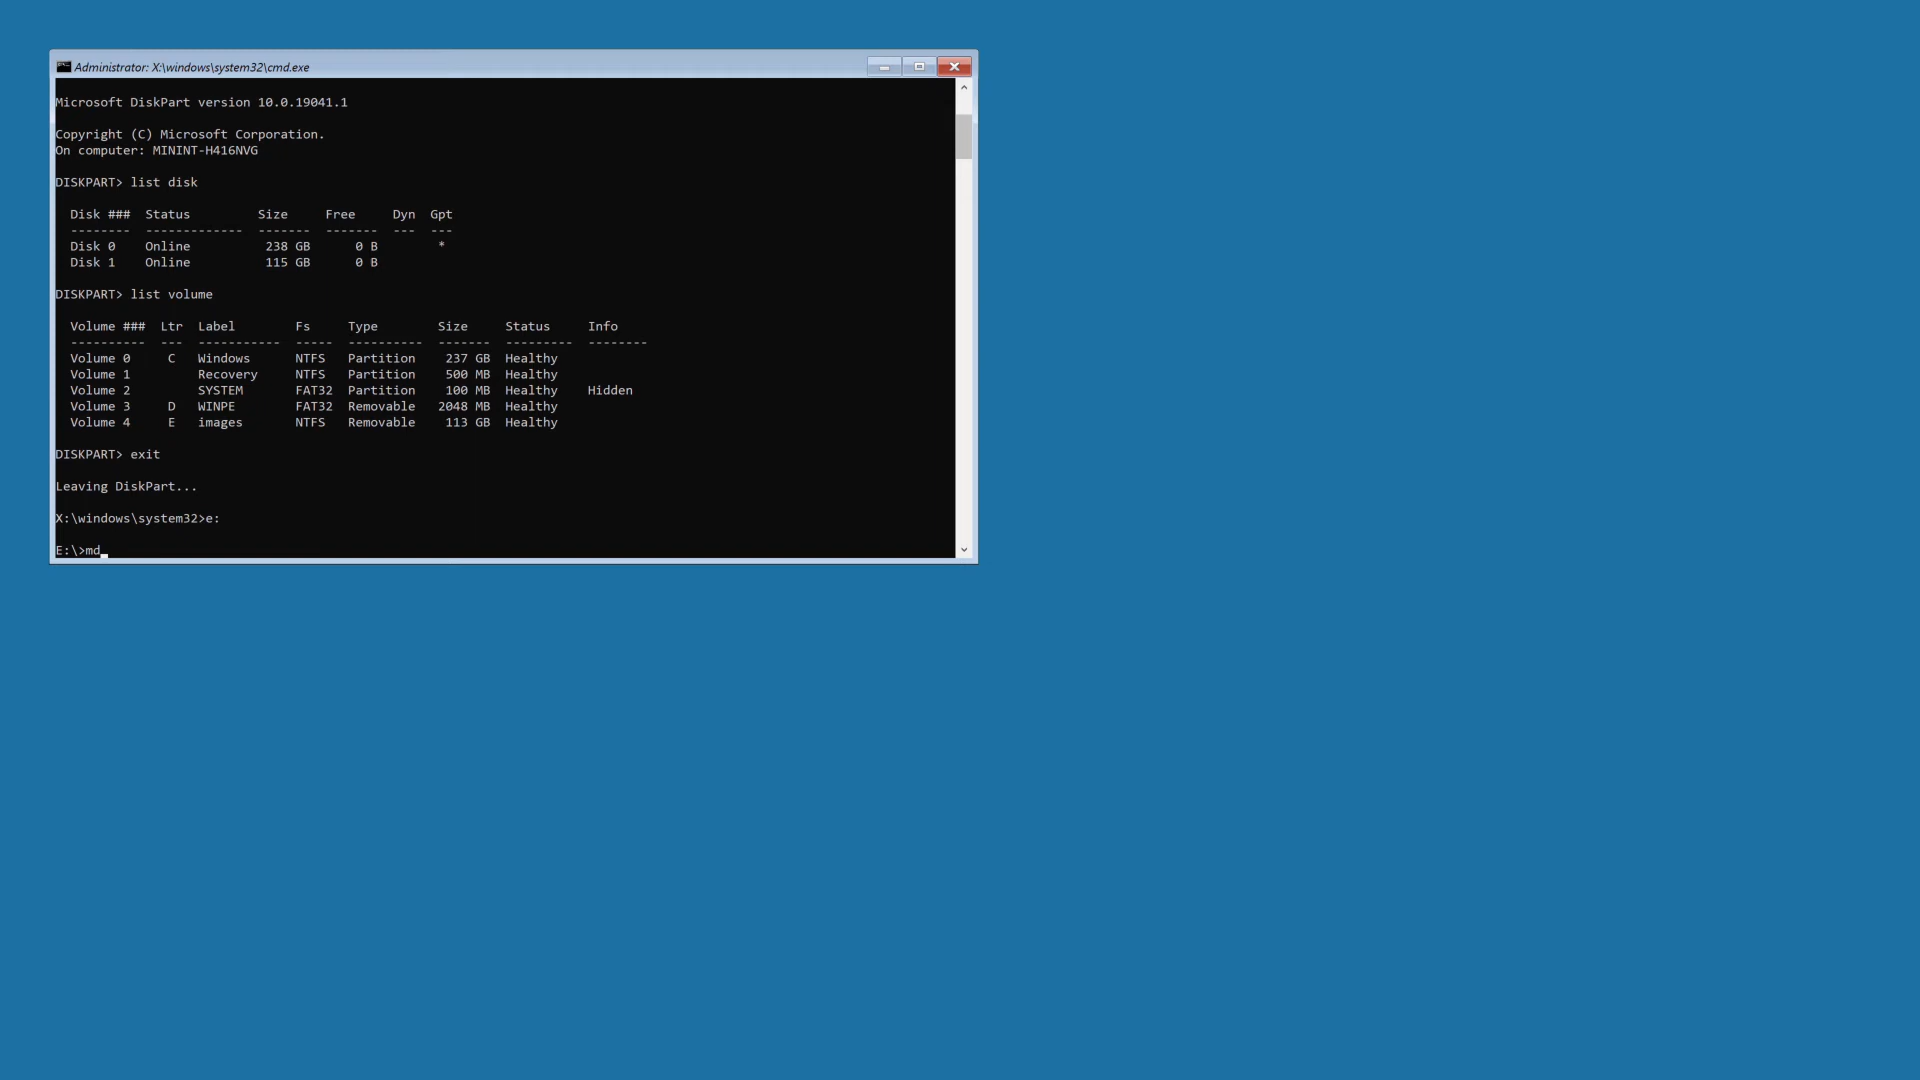 Administrator: X:\windows\system32\cmd.exe
Microsoft DiskPart version 10.0.19041.1
Copyright (C) Microsoft Corporation.
On computer: MININT-H416NVG
DISKPART> list disk
  Disk ###  Status         Size     Free     Dyn  Gpt
  --------  -------------  -------  -------  ---  ---
  Disk 0    Online          238 GB      0 B        *
  Disk 1    Online          115 GB      0 B
DISKPART> list volume
  Volume ###  Ltr  Label        Fs     Type        Size     Status     Info
  ----------  ---  -----------  -----  ----------  -------  ---------  --------
  Volume 0     C   Windows      NTFS   Partition    237 GB  Healthy
  Volume 1         Recovery     NTFS   Partition    500 MB  Healthy
  Volume 2         SYSTEM       FAT32  Partition    100 MB  Healthy    Hidden
  Volume 3     D   WINPE        FAT32  Removable   2048 MB  Healthy
  Volume 4     E   images       NTFS   Removable    113 GB  Healthy
DISKPART> exit
Leaving DiskPart...
X:\windows\system32>e:
E:\>md_